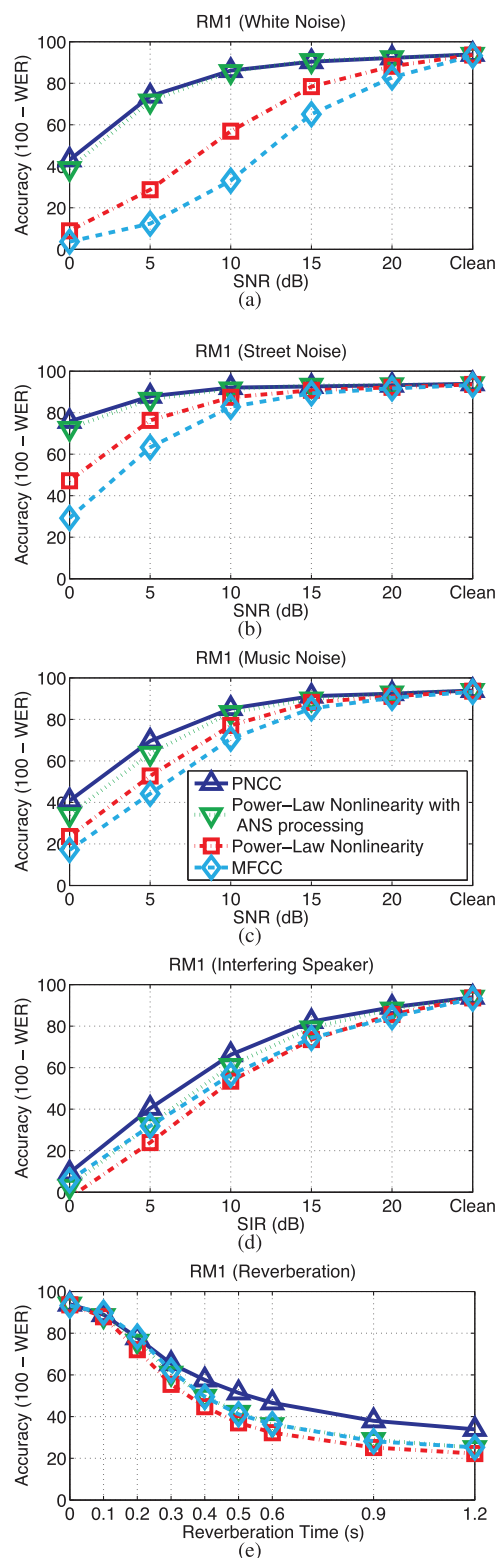 RM1 (White Noise)
Accuracy (100 − WER)
100
80
60
40
20
0
0 5 10 15 20 Clean
SNR (dB)
(a)
RM1 (Street Noise)
Accuracy (100 − WER)
100
80
60
40
20
0
0 5 10 15 20 Clean
SNR (dB)
(b)
RM1 (Music Noise)
Accuracy (100 − WER)
100
80
60
40
20
0
PNCC
Power−Law Nonlinearity with
ANS processing
Power−Law Nonlinearity
MFCC
0 5 10 15 20 Clean
SNR (dB)
(c)
RM1 (Interfering Speaker)
Accuracy (100 − WER)
100
80
60
40
20
0
0 5 10 15 20 Clean
SIR (dB)
(d)
RM1 (Reverberation)
Accuracy (100 − WER)
100
80
60
40
20
0
0 0.1 0.2 0.3 0.4 0.5 0.6 0.9 1.2
Reverberation Time (s)
(e)